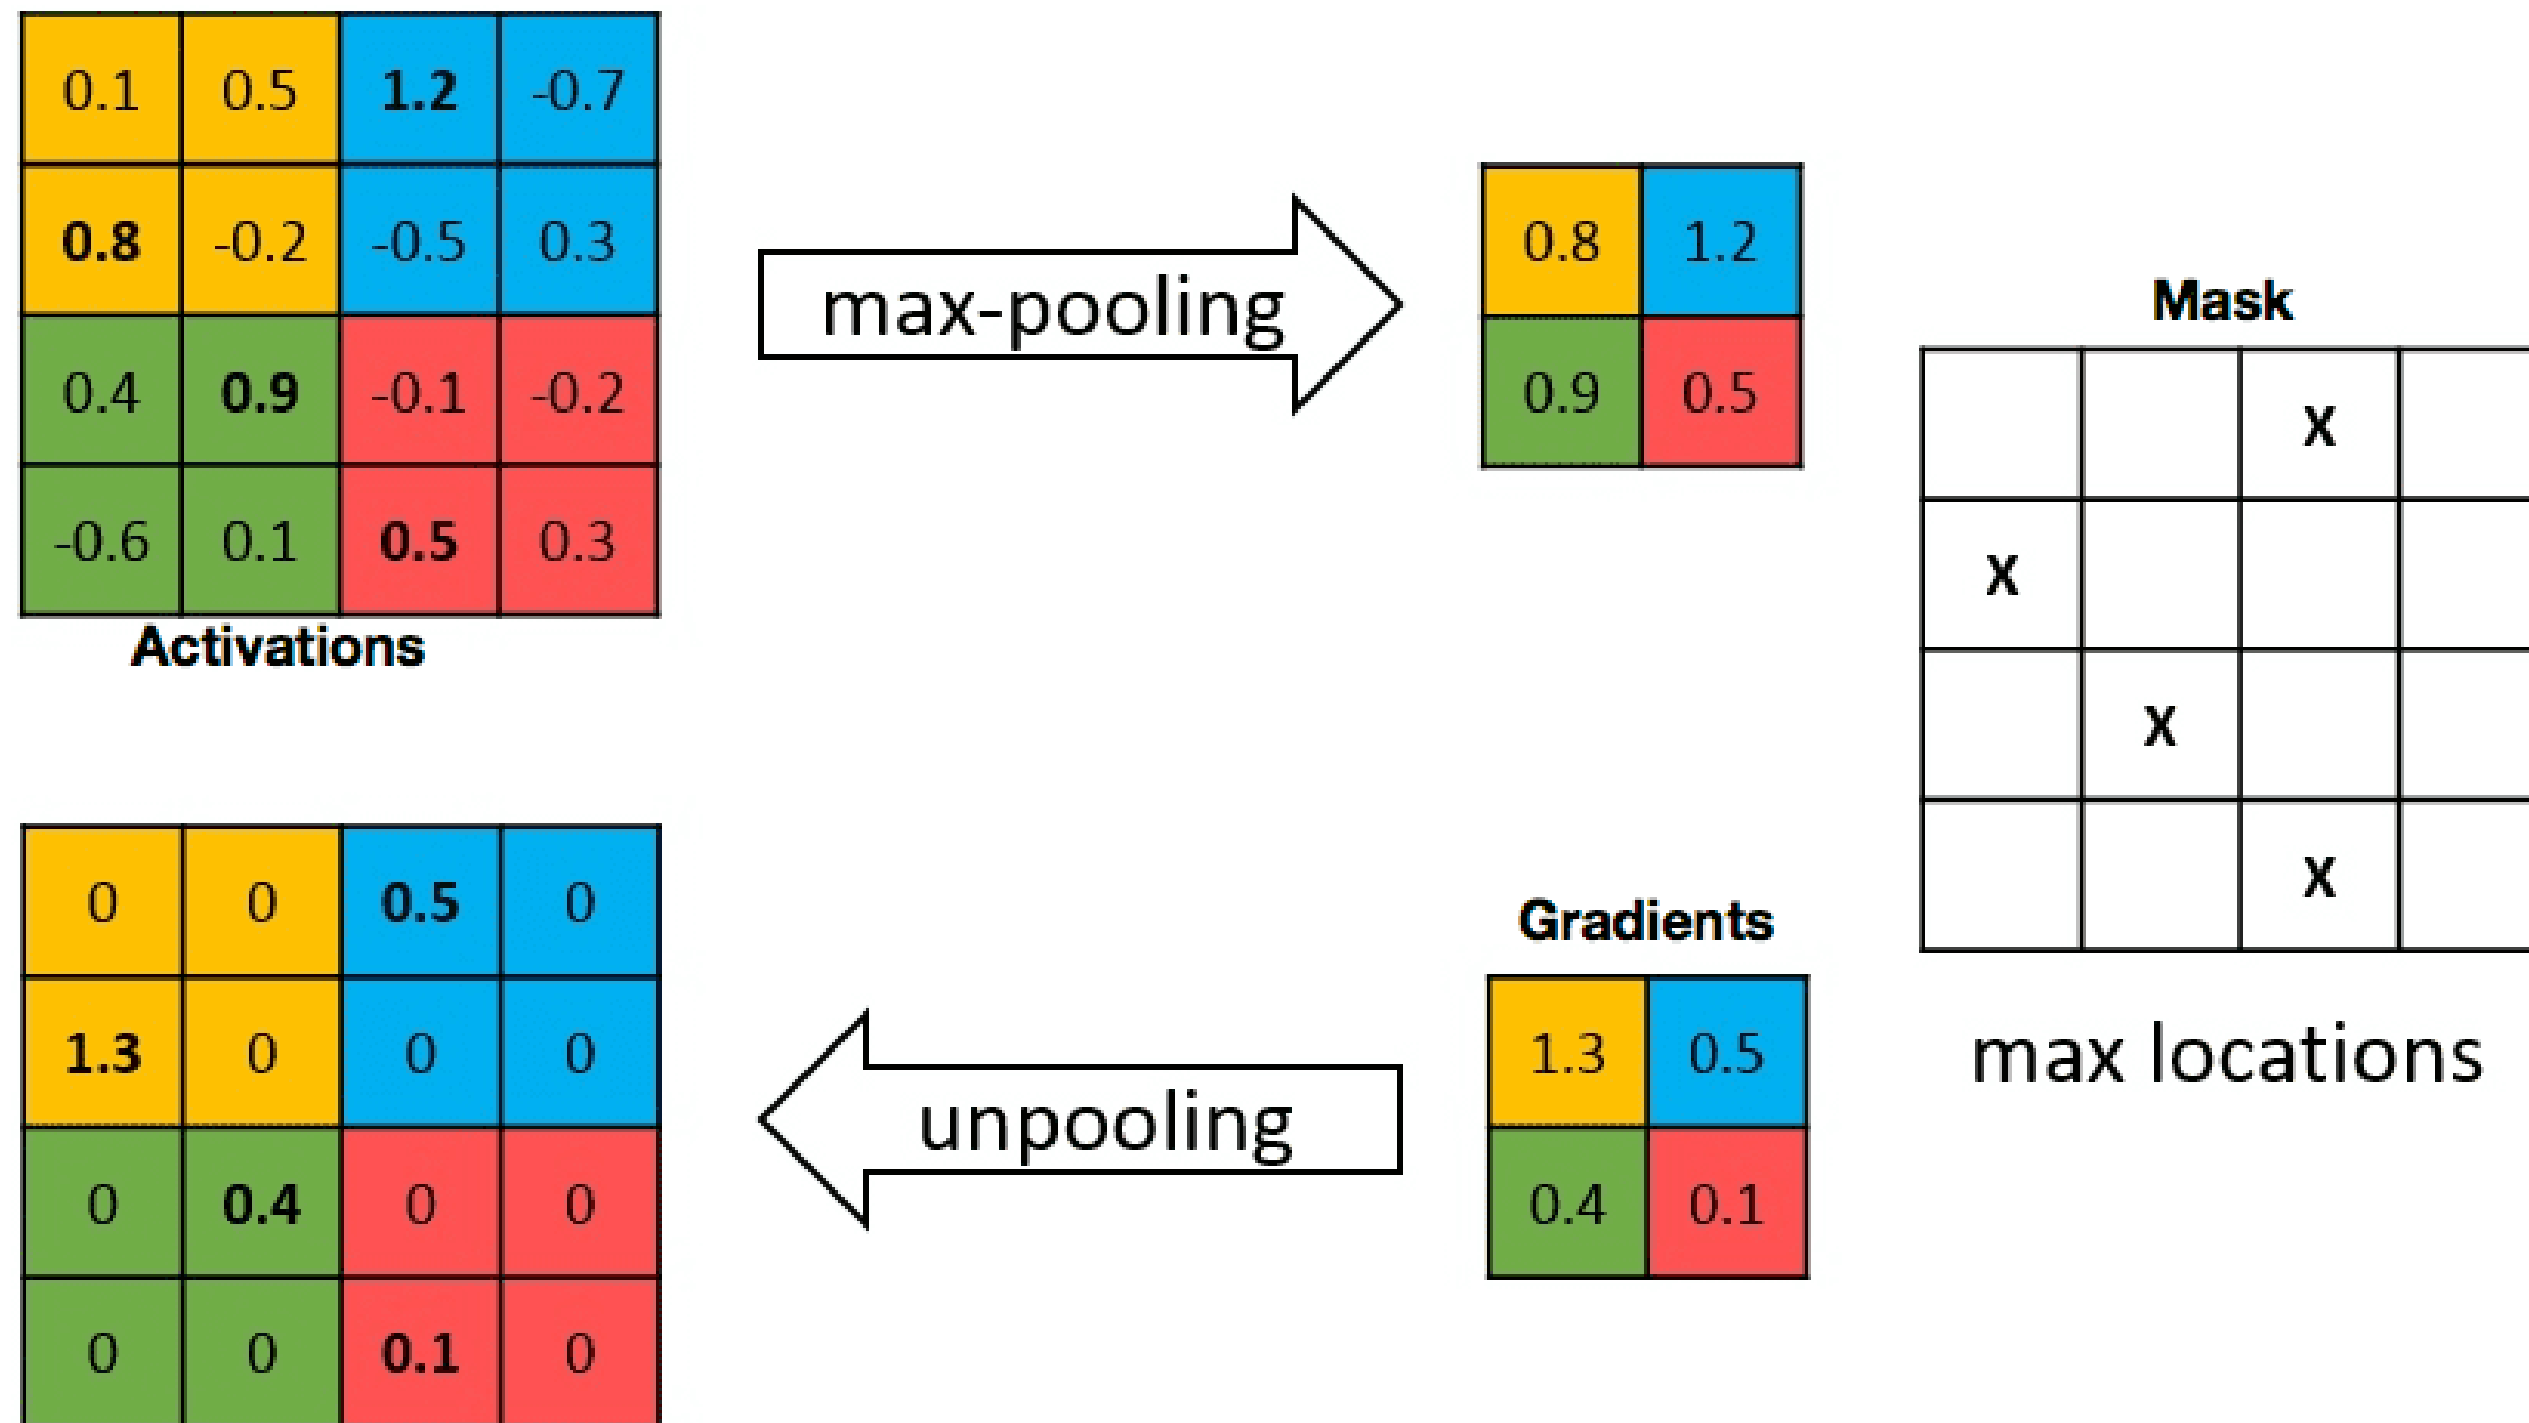 0.1 0.5 1.2 -0.7
0.8 -0.2 -0.5 0.3
0.4 0.9 -0.1 -0.2
-0.6 0.1 0.5 0.3
Activations
max-pooling
0.8 1.2
0.9 0.5
Mask
X
X
X
X
max locations
0 0 0.5 0
1.3 0 0 0
0 0.4 0 0
0 0 0.1 0
unpooling
Gradients
1.3 0.5
0.4 0.1